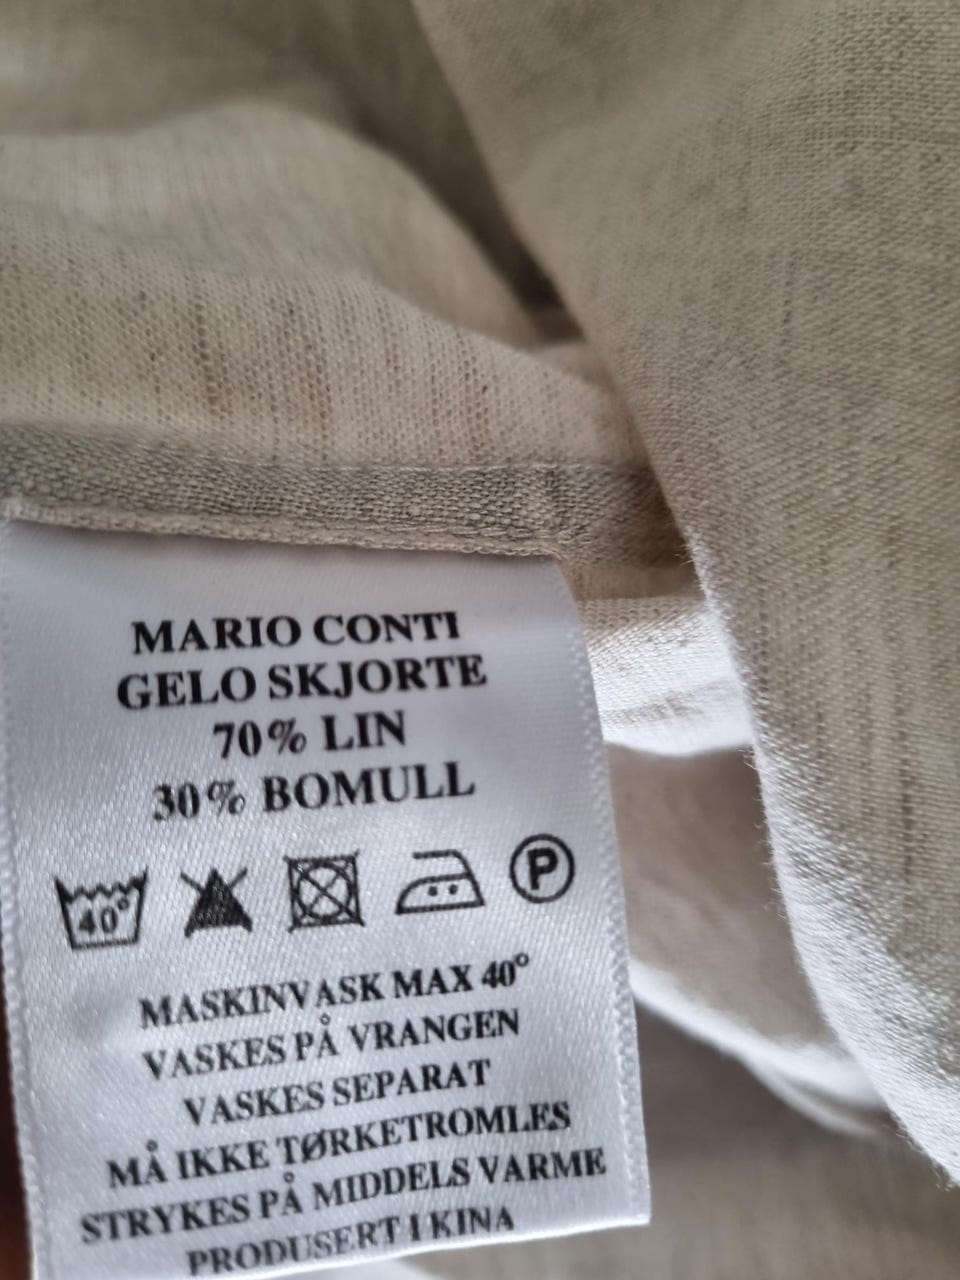 MARIO CONTI
GELO SKJORTE
70% LIN
30% BOMULL
40° P
MASKINVASK MAX 40°
VASKES PÅ VRANGEN
VASKES SEPARAT
MÅ IKKE TØRKETROMLES
STRYKES PÅ MIDDELS VARME
PRODUSERT I KINA